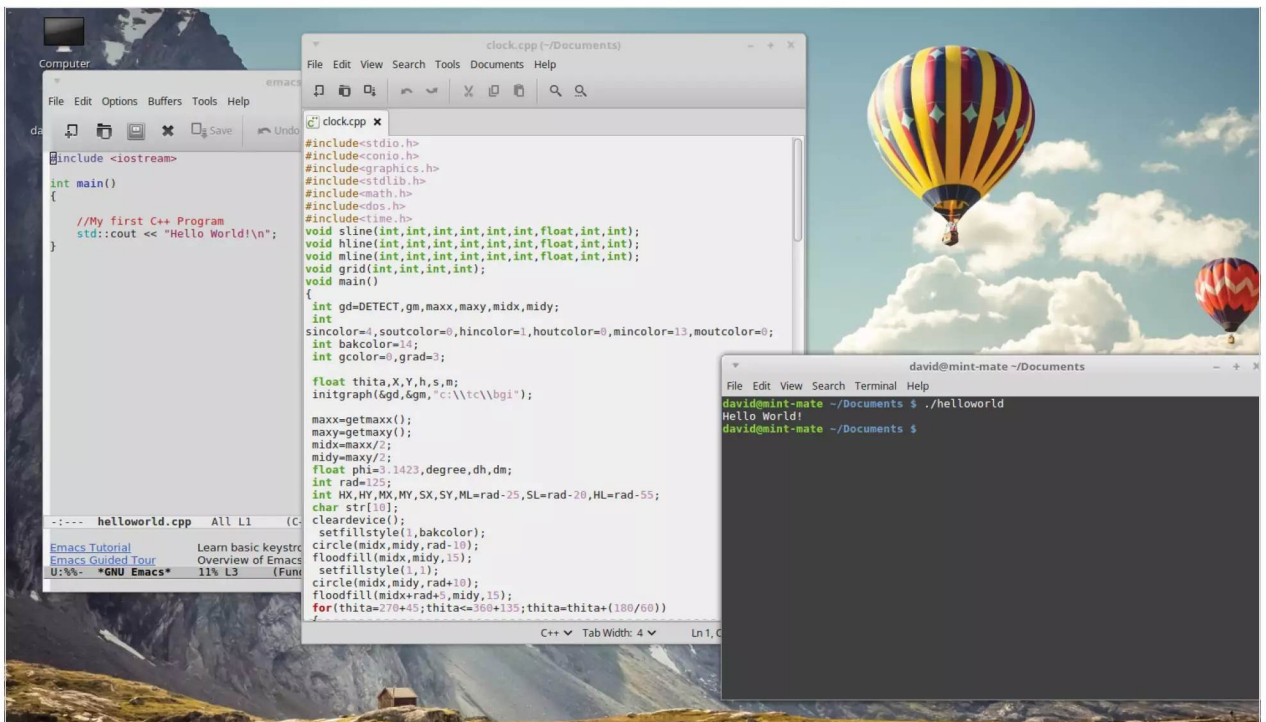 Computer
da
emacs
File Edit Options Buffers Tools Help
Save Undo
#include <iostream>
int main()
{
//My first C++ Program
std::cout << "Hello World!\n";
}
-:--- helloworld.cpp All L1 (C-
Emacs Tutorial Learn basic keystro
Emacs Guided Tour Overview of Emacs
U:%%- *GNU Emacs* 11% L3 (Fun
clock.cpp (~/Documents)
File Edit View Search Tools Documents Help
clock.cpp
#include<stdio.h>
#include<conio.h>
#include<graphics.h>
#include<stdlib.h>
#include<math.h>
#include<dos.h>
#include<time.h>
void sline(int,int,int,int,int,int,float,int,int);
void hline(int,int,int,int,int,int,float,int,int);
void mline(int,int,int,int,int,int,float,int,int);
void grid(int,int,int,int);
void main()
{
int gd=DETECT,gm,maxx,maxy,midx,midy;
int
sincolor=4,soutcolor=0,hincolor=1,houtcolor=0,mincolor=13,moutcolor=0;
int bakcolor=14;
int gcolor=0,grad=3;
float thita,X,Y,h,s,m;
initgraph(&gd,&gm,"c:\\tc\\bgi");
maxx=getmaxx();
maxy=getmaxy();
midx=maxx/2;
midy=maxy/2;
float phi=3.1423,degree,dh,dm;
int rad=125;
int HX,HY,MX,MY,SX,SY,ML=rad-25,SL=rad-20,HL=rad-55;
char str[10];
cleardevice();
setfillstyle(1,bakcolor);
circle(midx,midy,rad-10);
floodfill(midx,midy,15);
setfillstyle(1,1);
circle(midx,midy,rad+10);
floodfill(midx+rad+5,midy,15);
for(thita=270+45;thita<=360+135;thita=thita+(180/60))
{
C++ Tab Width: 4 Ln 1, C
david@mint-mate ~/Documents
File Edit View Search Terminal Help
david@mint-mate ~/Documents $ ./helloworld
Hello World!
david@mint-mate ~/Documents $